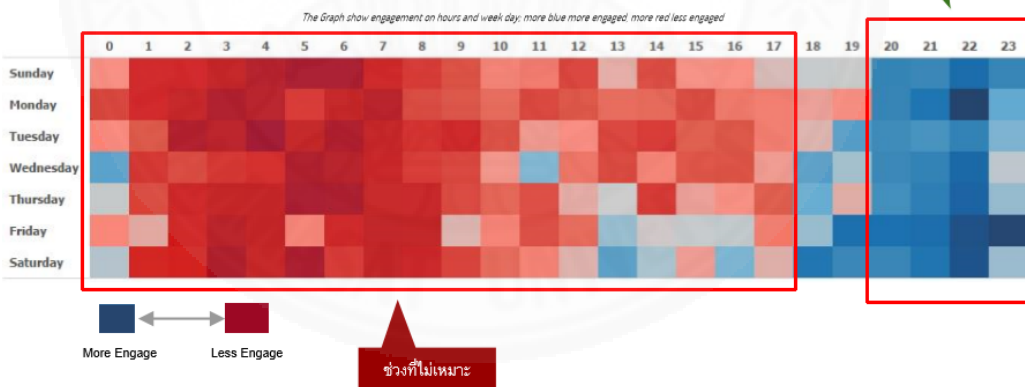 The Graph show engagement on hours and week day; more blue more engaged, more red less engaged
0 1 2 3 4 5 6 7 8 9 10 11 12 13 14 15 16 17 18 19 20 21 22 23
Sunday
Monday
Tuesday
Wednesday
Thursday
Friday
Saturday
More Engage Less Engage
ช่วงที่ไม่เหมาะ